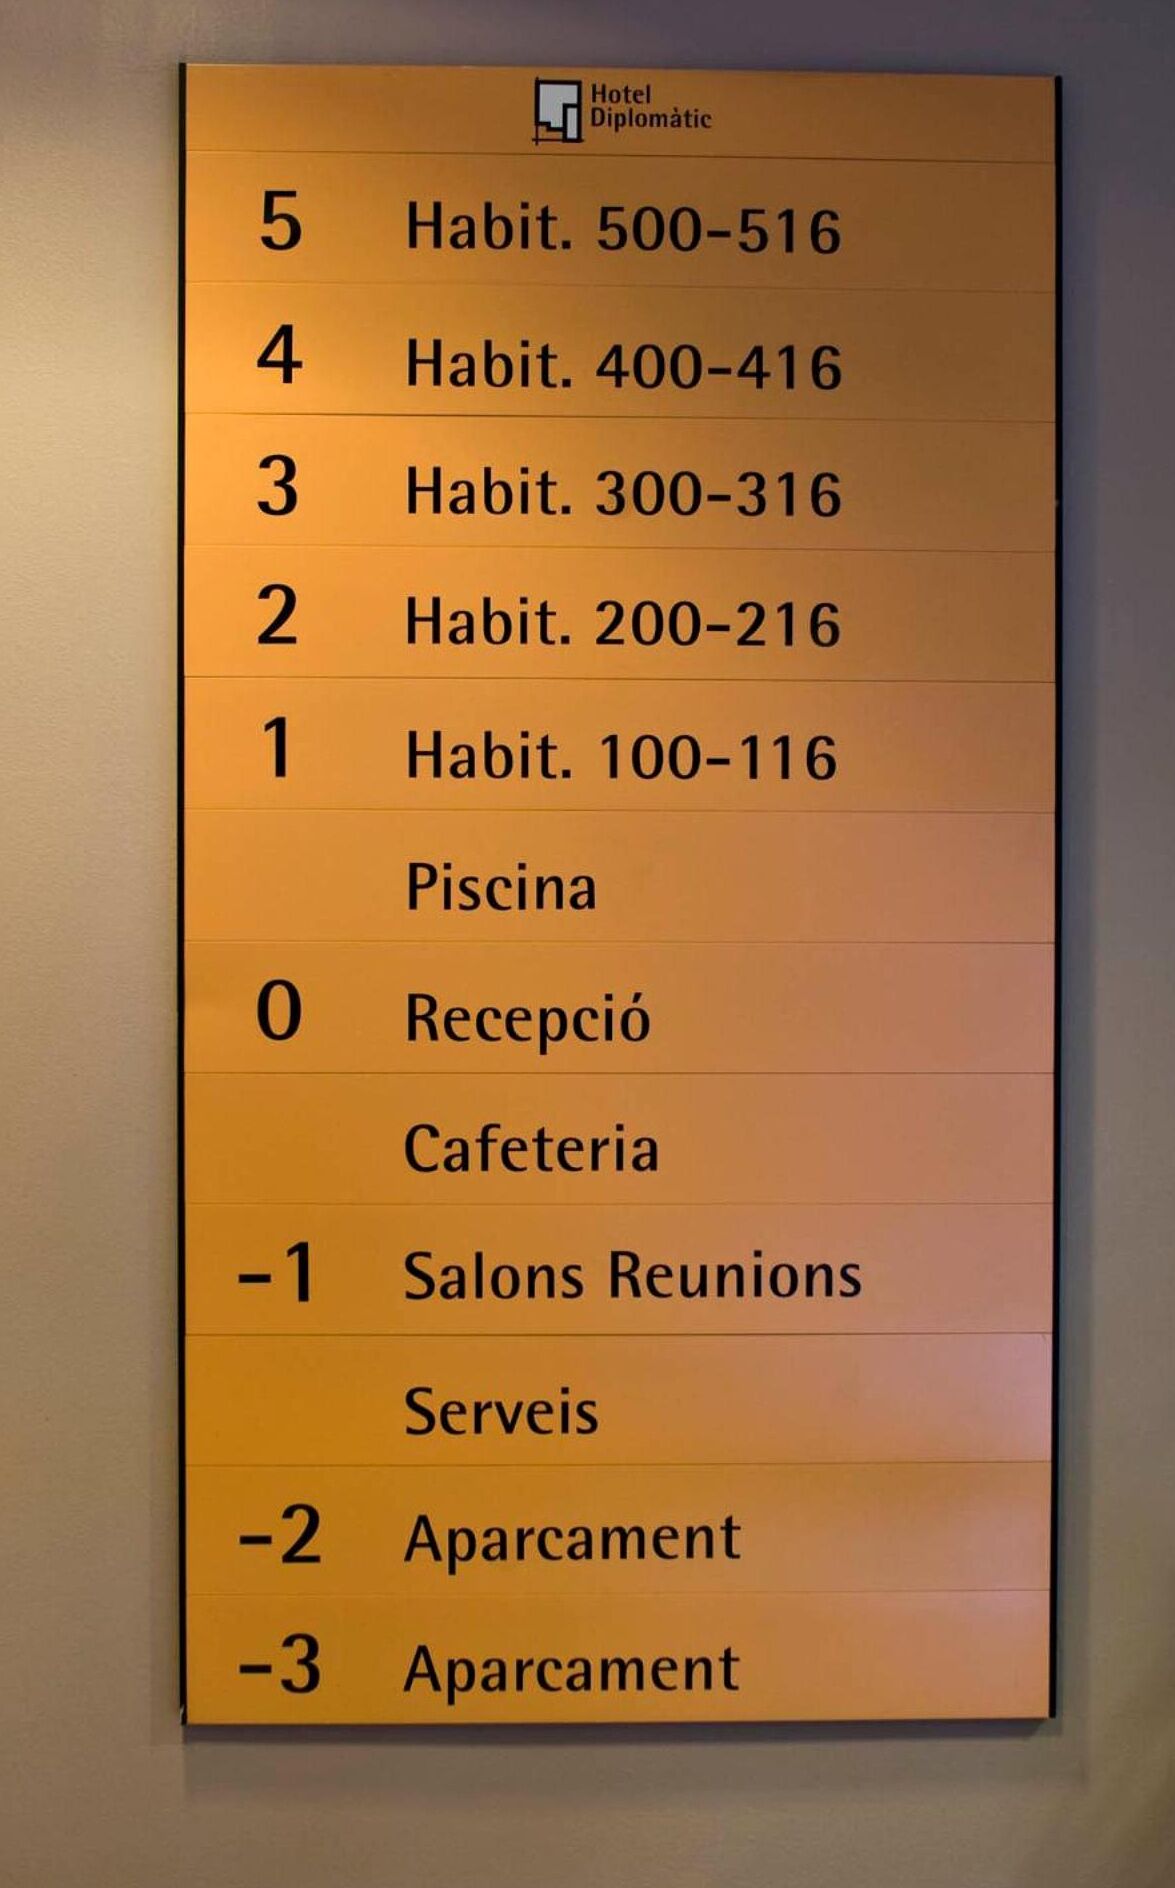 Hotel
Diplomàtic
5 Habit. 500-516
4 Habit. 400-416
3 Habit. 300-316
2 Habit. 200-216
1 Habit. 100-116
Piscina
0 Recepció
Cafeteria
-1 Salons Reunions
Serveis
-2 Aparcament
-3 Aparcament